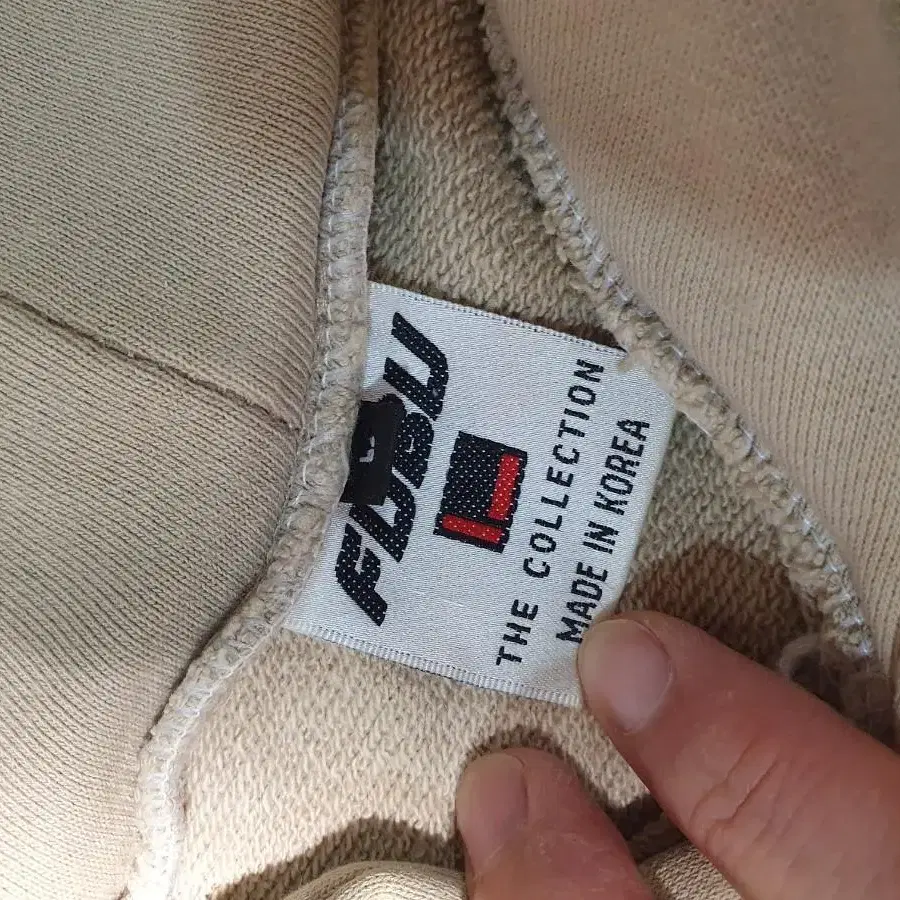 FUBU
L
THE COLLECTION
MADE IN KOREA